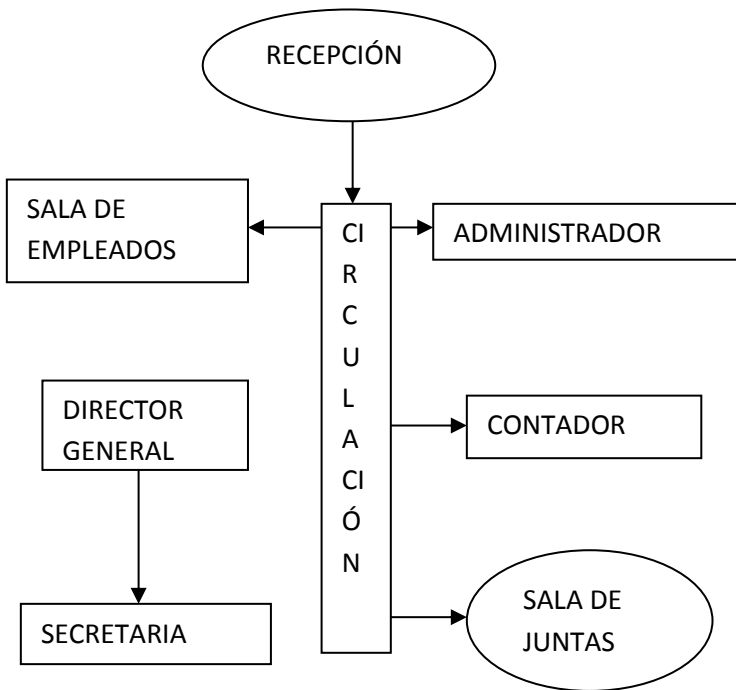 RECEPCIÓN
SALA DE
EMPLEADOS
CI
R
C
U
L
A
CI
Ó
N
ADMINISTRADOR
DIRECTOR
GENERAL
CONTADOR
SECRETARIA
SALA DE
JUNTAS